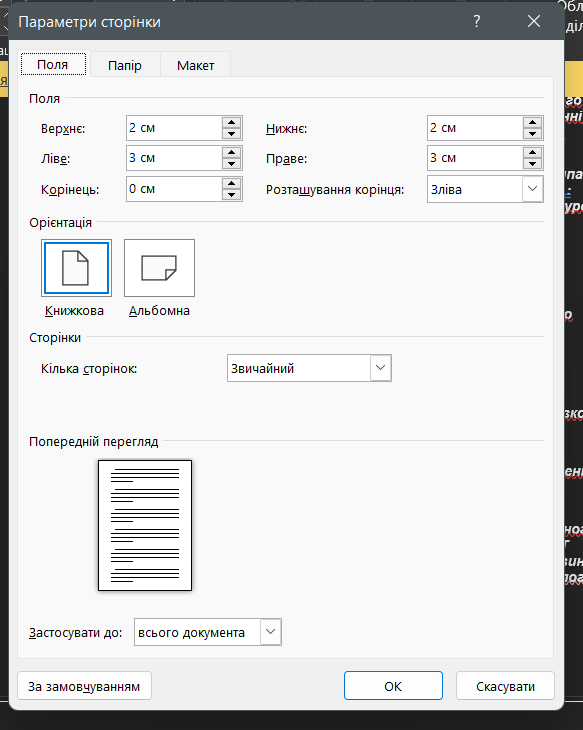 Параметри сторінки
?
Поля
Папір
Макет
Поля
Верхнє: 2 см
Нижнє: 2 см
Ліве: 3 см
Праве: 3 см
Корінець: 0 см
Розташування корінця: Зліва
Орієнтація
Книжкова
Альбомна
Сторінки
Кілька сторінок: Звичайний
Попередній перегляд
Застосувати до: всього документа
За замовчуванням
ОК
Скасувати